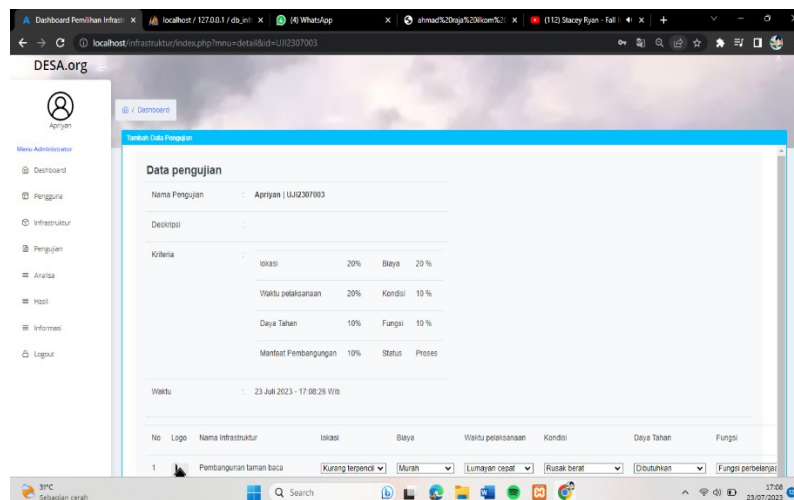 Dashboard Pemilihan Infrastr
localhost / 127.0.0.1 / db_infr
(4) WhatsApp
ahmad%20raja%20ilkom%2
(112) Stacey Ryan - Fall I
localhost/infrastruktur/index.php?mnu=detail&id=UJI2307003
DESA.org
Apriyan
/ Dashboard
Menu Administrator
Dashboard
Pengguna
Infrastruktur
Pengujian
Analisa
Hasil
Informasi
Logout
Tambah Data Pengujian
Data pengujian
Nama Pengujian : Apriyan | UJI2307003
Deskripsi :
Kriteria :
lokasi 20% Biaya 20 %
Waktu pelaksanaan 20% Kondisi 10 %
Daya Tahan 10% Fungsi 10 %
Manfaat Pembangungan 10% Status Proses
Waktu : 23 Juli 2023 - 17:08:26 Wib
No Logo Nama Infrastruktur lokasi Biaya Waktu pelaksanaan Kondisi Daya Tahan Fungsi
1 Pembangunan taman baca Kurang terpencil Murah Lumayan cepat Rusak berat Dibutuhkan Fungsi perbelanjaa
31°C
Sebagian cerah
Search
17:08
23/07/2023